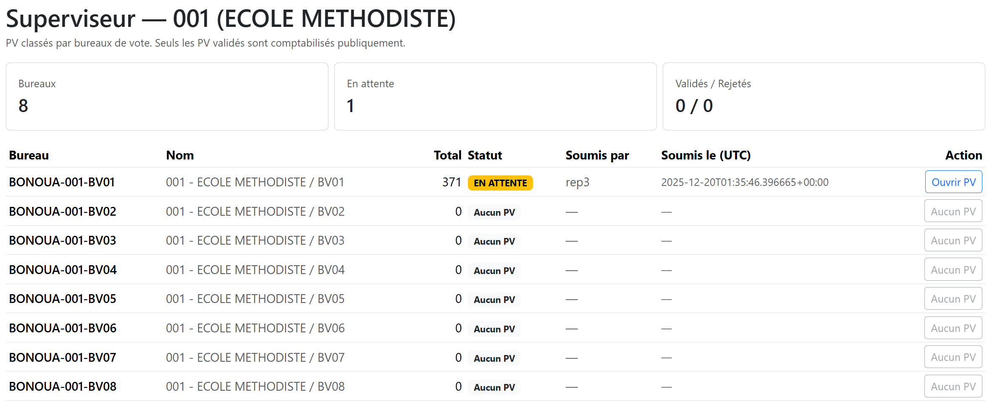 Superviseur — 001 (ECOLE METHODISTE)
PV classés par bureaux de vote. Seuls les PV validés sont comptabilisés publiquement.
Bureaux
8
En attente
1
Validés / Rejetés
0 / 0
Bureau Nom Total Statut Soumis par Soumis le (UTC) Action
BONOUA-001-BV01 001 - ECOLE METHODISTE / BV01 371 EN ATTENTE rep3 2025-12-20T01:35:46.396665+00:00 Ouvrir PV
BONOUA-001-BV02 001 - ECOLE METHODISTE / BV02 0 Aucun PV — — Aucun PV
BONOUA-001-BV03 001 - ECOLE METHODISTE / BV03 0 Aucun PV — — Aucun PV
BONOUA-001-BV04 001 - ECOLE METHODISTE / BV04 0 Aucun PV — — Aucun PV
BONOUA-001-BV05 001 - ECOLE METHODISTE / BV05 0 Aucun PV — — Aucun PV
BONOUA-001-BV06 001 - ECOLE METHODISTE / BV06 0 Aucun PV — — Aucun PV
BONOUA-001-BV07 001 - ECOLE METHODISTE / BV07 0 Aucun PV — — Aucun PV
BONOUA-001-BV08 001 - ECOLE METHODISTE / BV08 0 Aucun PV — — Aucun PV